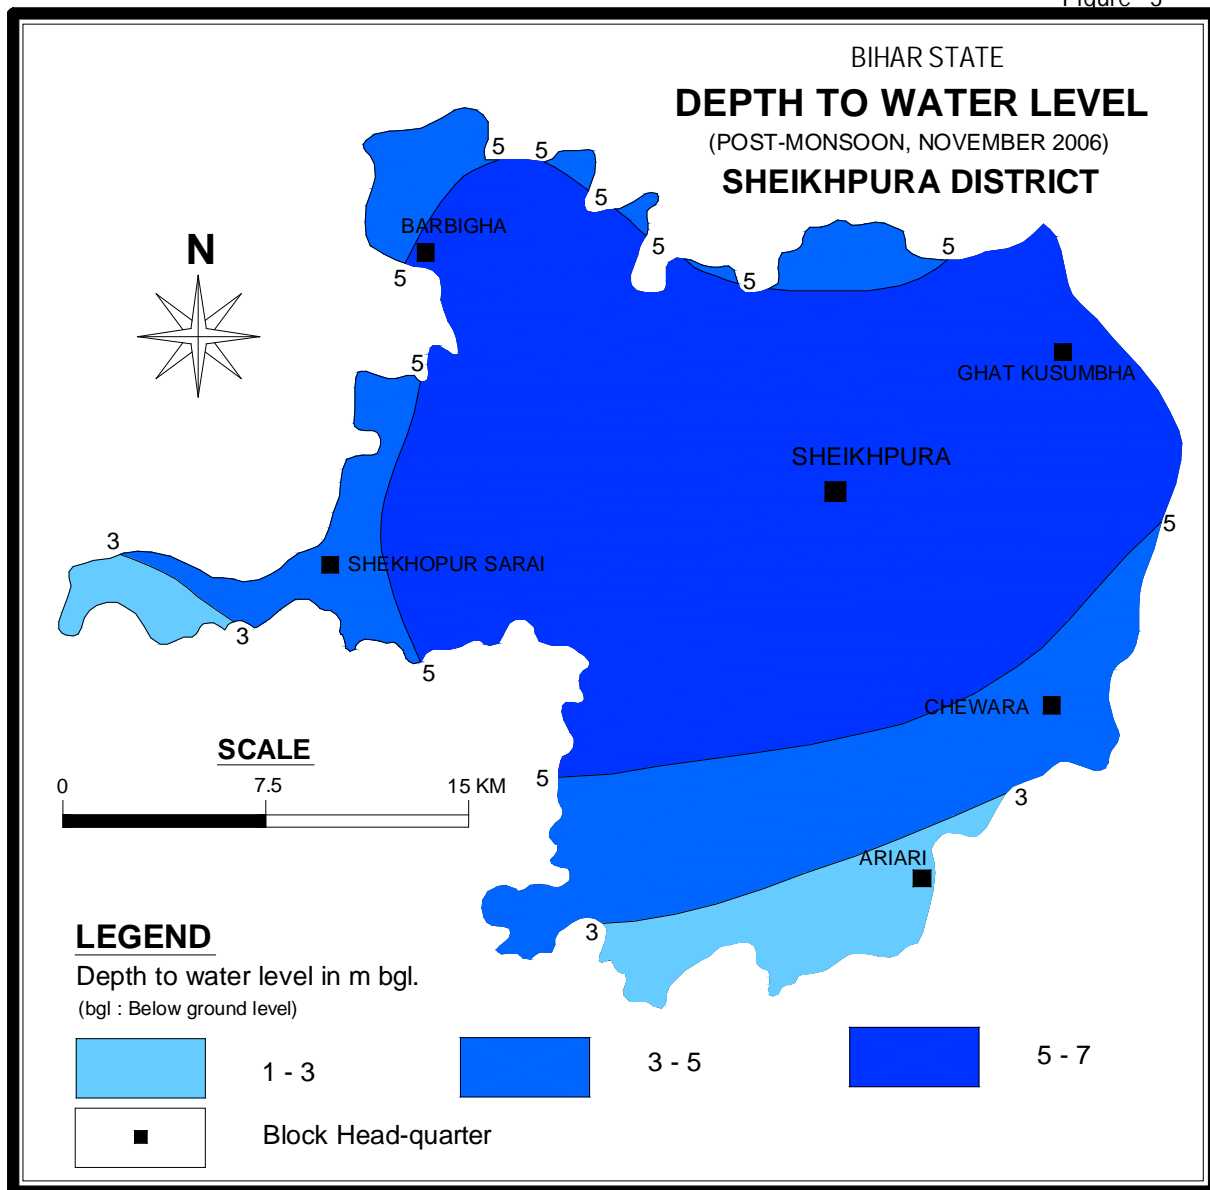 BIHAR STATE
DEPTH TO WATER LEVEL
(POST-MONSOON, NOVEMBER 2006)
SHEIKHPURA DISTRICT
5
5
5
BARBIGHA
5
5
5
5
N
5
GHAT KUSUMBHA
SHEIKHPURA
5
3
SHEKHOPUR SARAI
3
5
CHEWARA
SCALE
0
7.5
15 KM
5
3
ARIARI
3
LEGEND
Depth to water level in m bgl.
(bgl : Below ground level)
1 - 3
3 - 5
5 - 7
Block Head-quarter